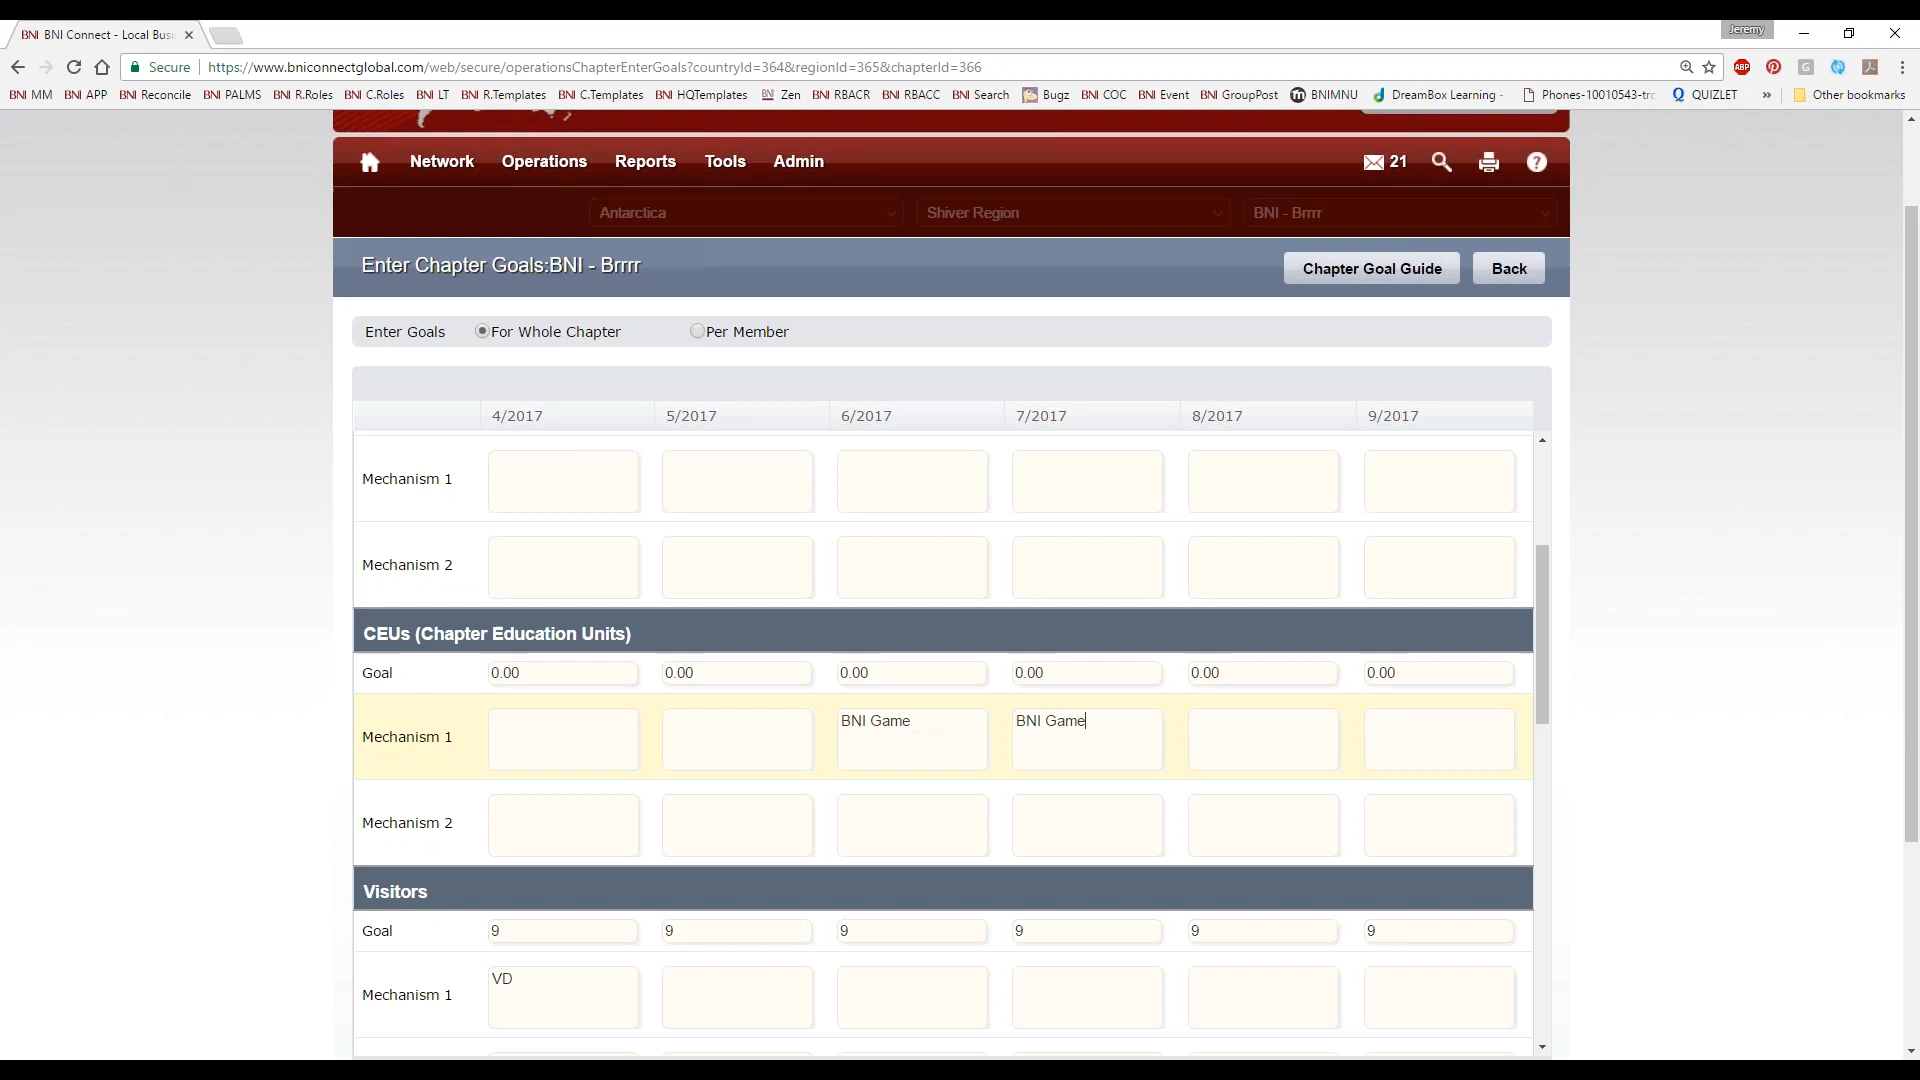 BNI BNI Connect - Local Busi
Jeremy
Secure https://www.bniconnectglobal.com/web/secure/operationsChapterEnterGoals?countryId=364&regionId=365&chapterId=366
BNI MM BNI APP BNI Reconcile BNI PALMS BNI R.Roles BNI C.Roles BNI LT BNI R.Templates BNI C.Templates BNI HQTemplates Zen BNI RBACR BNI RBACC BNI Search Bugz BNI COC BNI Event BNI GroupPost BNIMNU DreamBox Learning - Phones-10010543-trc QUIZLET » Other bookmarks
Network Operations Reports Tools Admin 21
Antarctica Shiver Region BNI - Brrrr
Enter Chapter Goals:BNI - Brrrr Chapter Goal Guide Back
Enter Goals For Whole Chapter Per Member
4/2017 5/2017 6/2017 7/2017 8/2017 9/2017
Mechanism 1
Mechanism 2
CEUs (Chapter Education Units)
Goal 0.00 0.00 0.00 0.00 0.00 0.00
Mechanism 1 BNI Game BNI Game
Mechanism 2
Visitors
Goal 9 9 9 9 9 9
Mechanism 1 VD